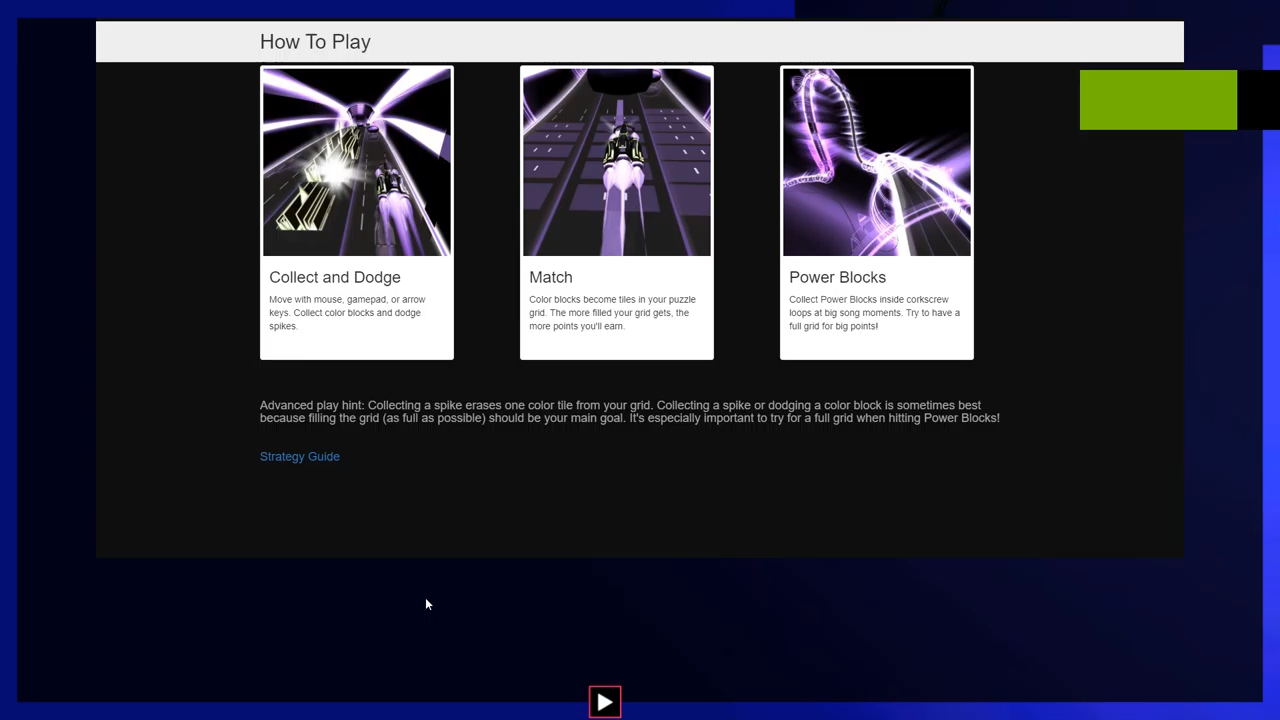 How To Play
Collect and Dodge
Move with mouse, gamepad, or arrow
keys. Collect color blocks and dodge
spikes.
Match
Color blocks become tiles in your puzzle
grid. The more filled your grid gets, the
more points you'll earn.
Power Blocks
Collect Power Blocks inside corkscrew
loops at big song moments. Try to have a
full grid for big points!
Advanced play hint: Collecting a spike erases one color tile from your grid. Collecting a spike or dodging a color block is sometimes best
because filling the grid (as full as possible) should be your main goal. It's especially important to try for a full grid when hitting Power Blocks!
Strategy Guide